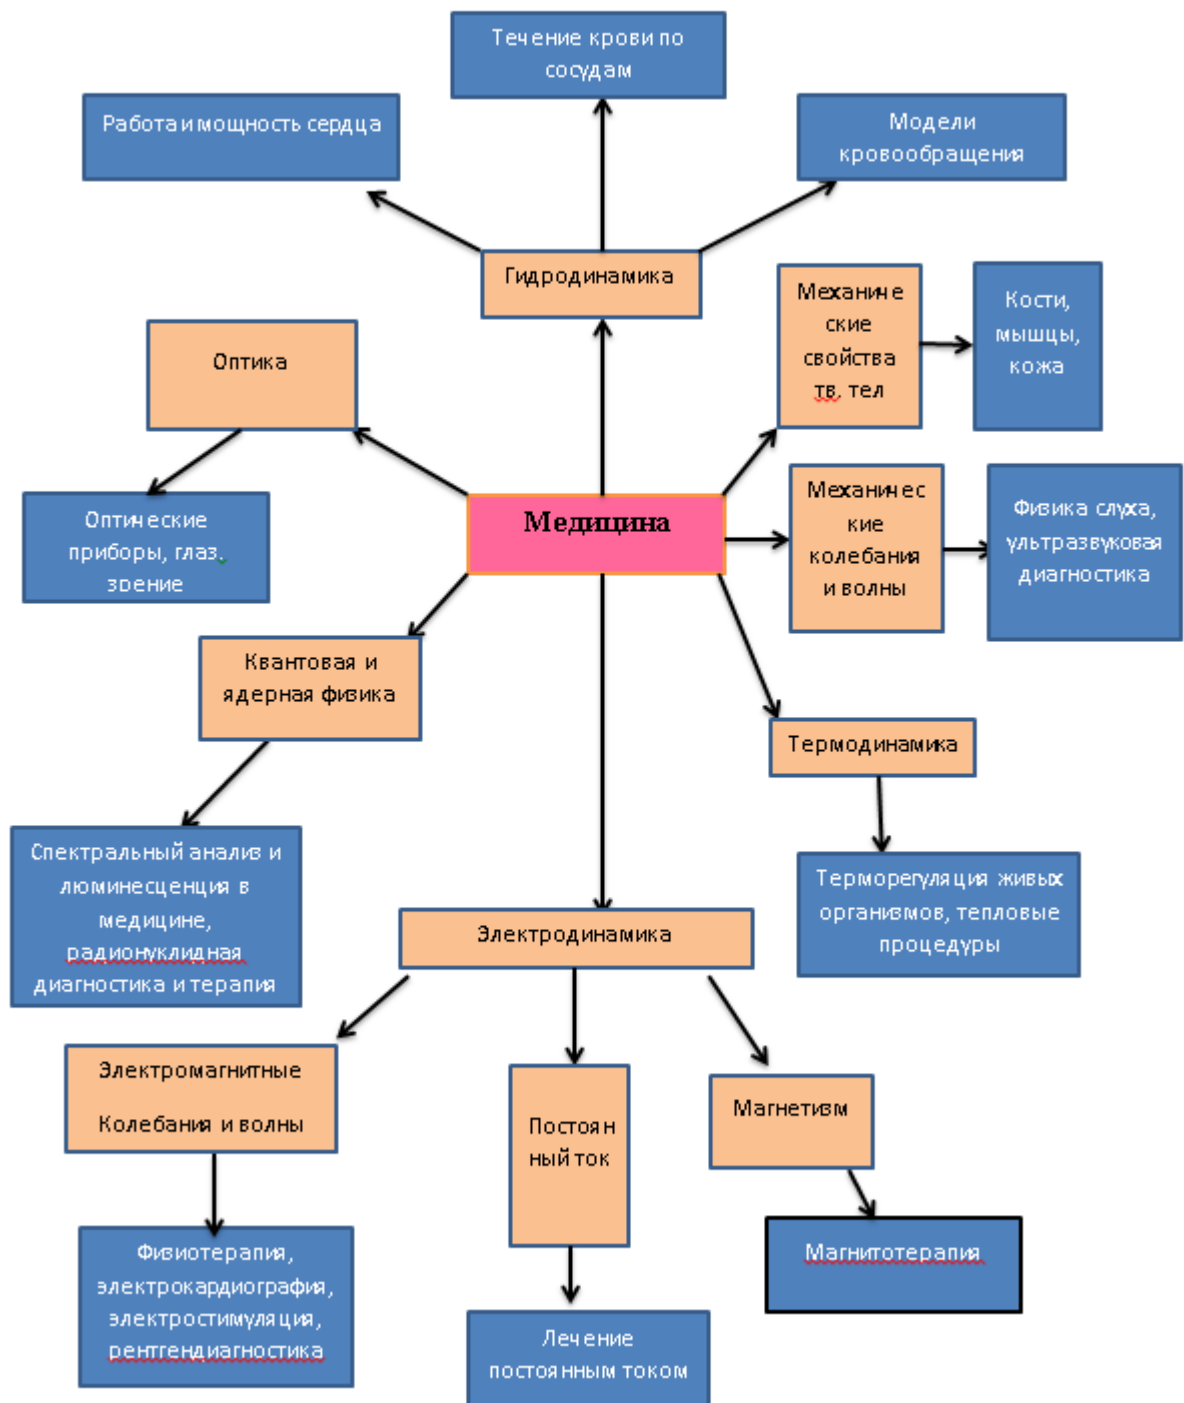 Течение крови по
сосудам
Работа и мощность сердца
Модели
кровообращения
Гидродинамика
Механиче
ские
свойства
тв. тел
Кости,
мышцы,
кожа
Оптика
Оптические
приборы, глаз.
зрение
Медицина
Механичес
кие
колебания
и волны
Физика слуха,
ультразвуковая
диагностика
Квантовая и
ядерная физика
Термодинамика
Спектральный анализ и
люминесценция в
медицине,
радионуклидная
диагностика и терапия
Терморегуляция живых
организмов, тепловые
процедуры
Электродинамика
Электромагнитные
Колебания и волны
Постоян
ный ток
Магнетизм
Физиотерапия,
электрокардиография,
электростимуляция,
рентгендиагностика
Магнитотерапия
Лечение
постоянным током